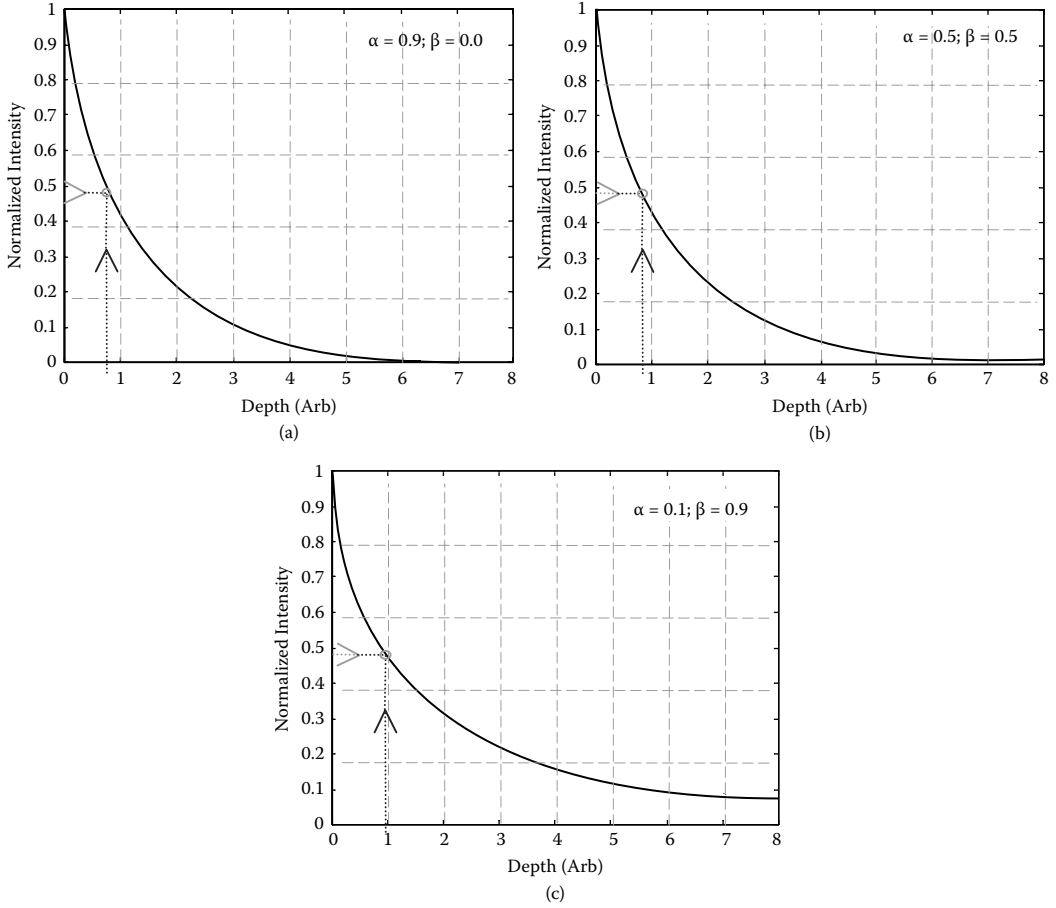 1
0.9
0.8
0.7
0.6
0.5
0.4
0.3
0.2
0.1
0
Normalized Intensity
α = 0.9; β = 0.0
0 1 2 3 4 5 6 7 8
Depth (Arb)
(a)
1
0.9
0.8
0.7
0.6
0.5
0.4
0.3
0.2
0.1
0
Normalized Intensity
α = 0.5; β = 0.5
0 1 2 3 4 5 6 7 8
Depth (Arb)
(b)
1
0.9
0.8
0.7
0.6
0.5
0.4
0.3
0.2
0.1
0
Normalized Intensity
α = 0.1; β = 0.9
0 1 2 3 4 5 6 7 8
Depth (Arb)
(c)